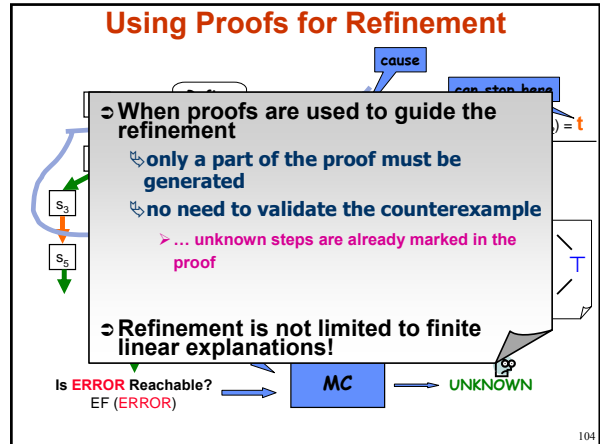 Using Proofs for Refinement
cause
can stop here
) = t
When proofs are used to guide the
refinement
only a part of the proof must be
generated
no need to validate the counterexample
… unknown steps are already marked in the
proof
Refinement is not limited to finite
linear explanations!
s3
s5
⊤
Is ERROR Reachable?
EF (ERROR)
MC
UNKNOWN
104